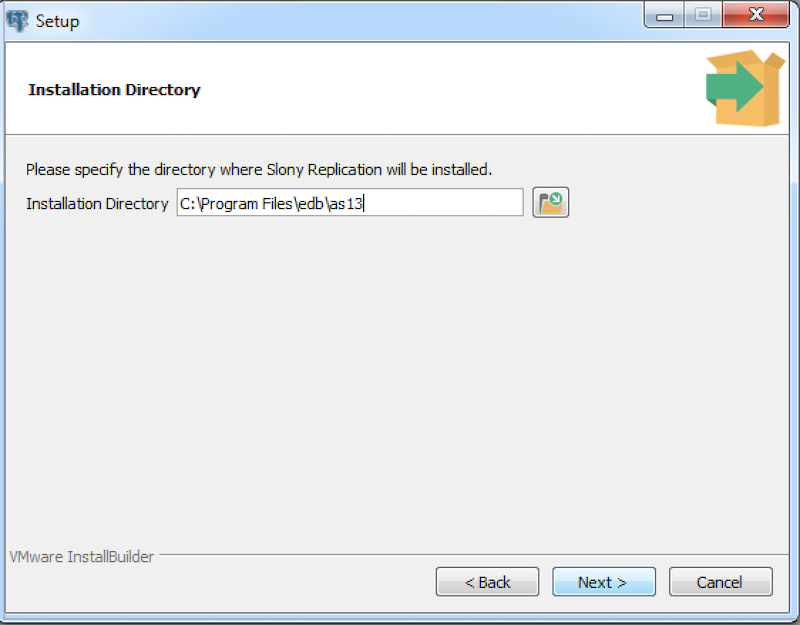 Setup
Installation Directory
Please specify the directory where Slony Replication will be installed.
Installation Directory C:\Program Files\edb\as13
VMware InstallBuilder
< Back Next > Cancel